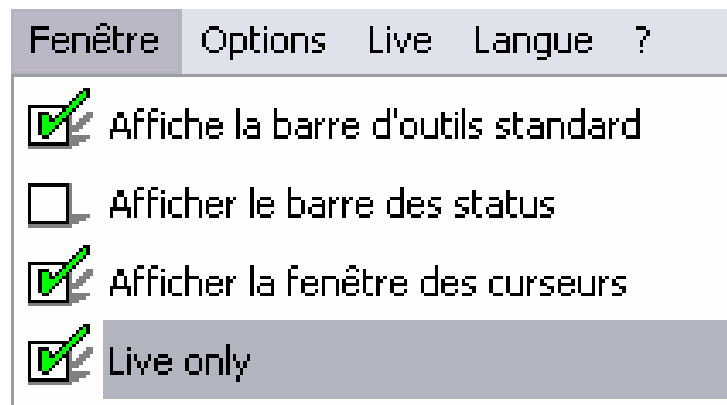 Fenêtre Options Live Langue ?
Affiche la barre d'outils standard
Afficher le barre des status
Afficher la fenêtre des curseurs
Live only